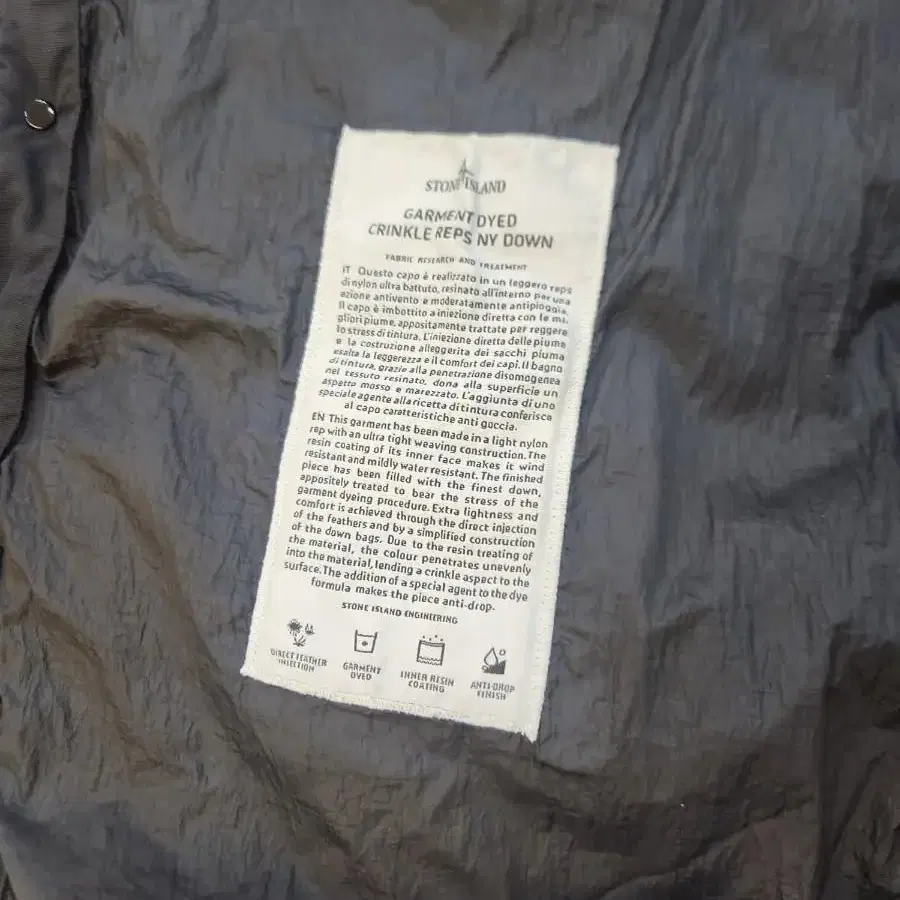 STONE ISLAND
GARMENT DYED
CRINKLE REPS NY DOWN
FABRIC RESEARCH AND TREATMENT
IT Questo capo è realizzato in un leggero reps
di nylon ultra battuto, resinato all'interno per una
azione antivento e moderatamente antipioggia.
Il capo è imbottito a iniezione diretta con le mi-
gliori piume, appositamente trattate per reggere
lo stress di tintura. L'iniezione diretta delle piume
e la costruzione alleggerita dei sacchi piuma
esalta la leggerezza e il comfort dei capi. Il bagno
di tintura, grazie alla penetrazione disomogenea
nel tessuto resinato, dona alla superficie un
aspetto mosso e marezzato. L'aggiunta di uno
speciale agente alla ricetta di tintura conferisce
al capo caratteristiche anti goccia.
EN This garment has been made in a light nylon
rep with an ultra tight weaving construction. The
resin coating of its inner face makes it wind
resistant and mildly water resistant. The finished
piece has been filled with the finest down,
appositely treated to bear the stress of the
garment dyeing procedure. Extra lightness and
comfort is achieved through the direct injection
of the feathers and by a simplified construction
of the down bags. Due to the resin treating of
the material, the colour penetrates unevenly
into the material, lending a crinkle aspect to the
surface. The addition of a special agent to the dye
formula makes the piece anti-drop.
STONE ISLAND ENGINEERING
DIRECT FEATHER
INJECTION
GARMENT
DYED
INNER RESIN
COATING
ANTI-DROP
FINISH